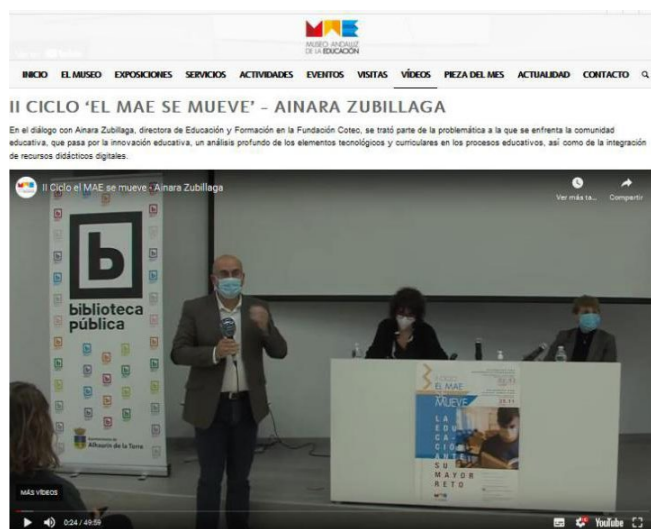 MAE
MUSEO ANDALUZ
DE LA EDUCACIÓN
INICIO EL MUSEO EXPOSICIONES SERVICIOS ACTIVIDADES EVENTOS VISITAS VÍDEOS PIEZA DEL MES ACTUALIDAD CONTACTO
II CICLO ‘EL MAE SE MUEVE’ – AINARA ZUBILLAGA
En el diálogo con Ainara Zubillaga, directora de Educación y Formación en la Fundación Cotec, se trató parte de la problemática a la que se enfrenta la comunidad
educativa, que pasa por la innovación educativa, un análisis profundo de los elementos tecnológicos y curriculares en los procesos educativos, así como de la integración
de recursos didácticos digitales.
II Ciclo el MAE se mueve - Ainara Zubillaga
Ver más ta...
Compartir
b
biblioteca
pública
Alhaurín de la Torre
EL MAE
MUEVE
LA
EDU
CA
CIÓN
ANTE
SU
MAYOR
RETO
MÁS VÍDEOS
0:24 / 49:59
YouTube